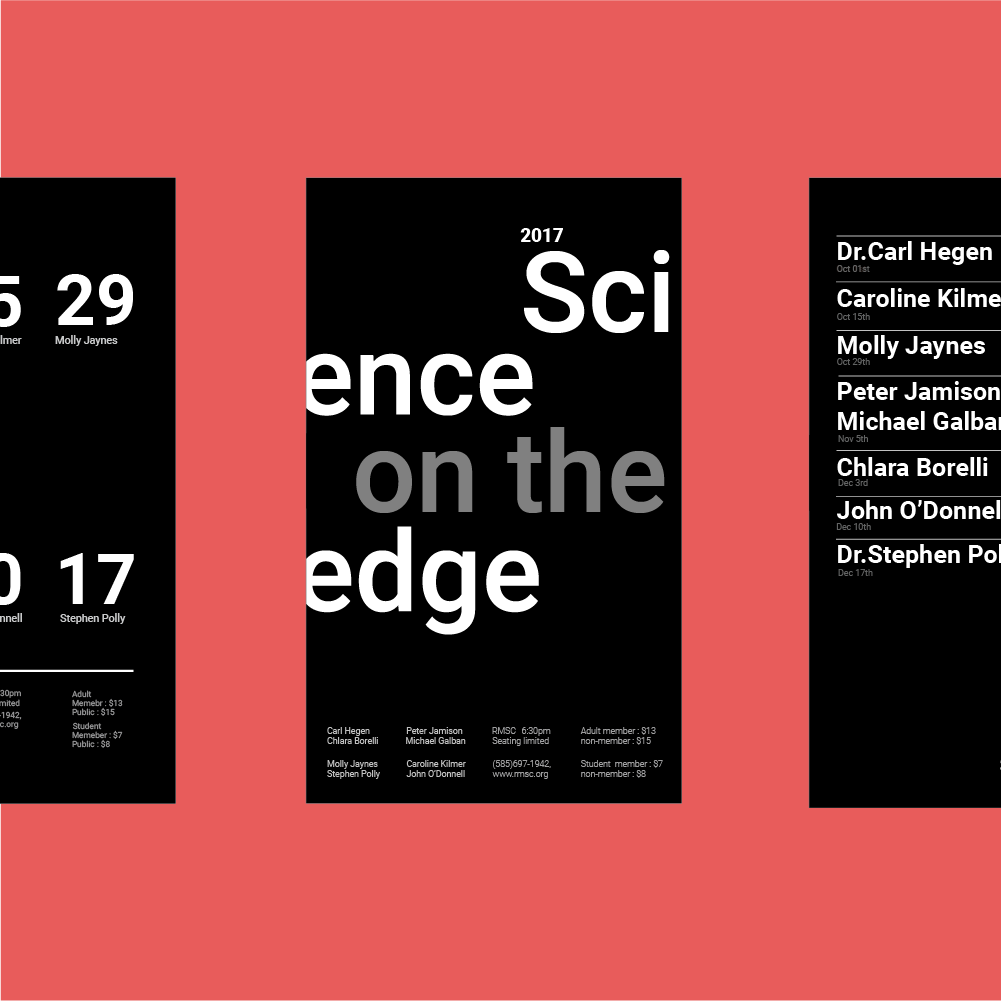 5 29
lmer Molly Jaynes
0 17
nnell Stephen Polly
:30pm
mited
-1942,
c.org
Adult
Memebr : $13
Public : $15
Student
Memeber : $7
Public : $8
2017
Sci
ence
on the
edge
Carl Hegen
Chlara Borelli
Molly Jaynes
Stephen Polly
Peter Jamison
Michael Galban
Caroline Kilmer
John O'Donnell
RMSC 6:30pm
Seating limited
(585)697-1942,
www.rmsc.org
Adult member : $13
non-member : $15
Student member : $7
non-member : $8
Dr.Carl Hegen
Oct 01st
Caroline Kilme
Oct 15th
Molly Jaynes
Oct 29th
Peter Jamison
Michael Galba
Nov 5th
Chlara Borelli
Dec 3rd
John O’Donnel
Dec 10th
Dr.Stephen Pol
Dec 17th